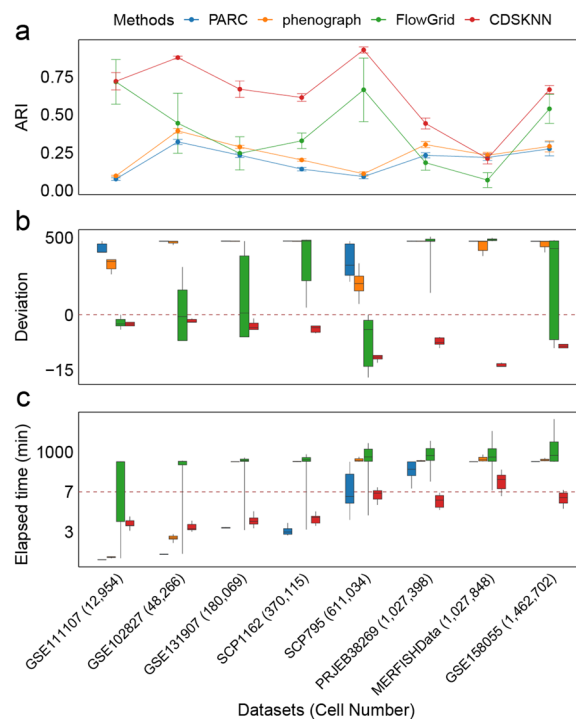 Methods PARC phenograph FlowGrid CDSKNN
a
ARI
0.75
0.50
0.25
0.00
b
Deviation
500
0
−15
c
Elapsed time (min)
1000
7
3
GSE111107 (12,954)
GSE102827 (48,266)
GSE131907 (180,069)
SCP1162 (370,115)
SCP795 (611,034)
PRJEB38269 (1,027,398)
MERFISHData (1,027,848)
GSE158055 (1,462,702)
Datasets (Cell Number)